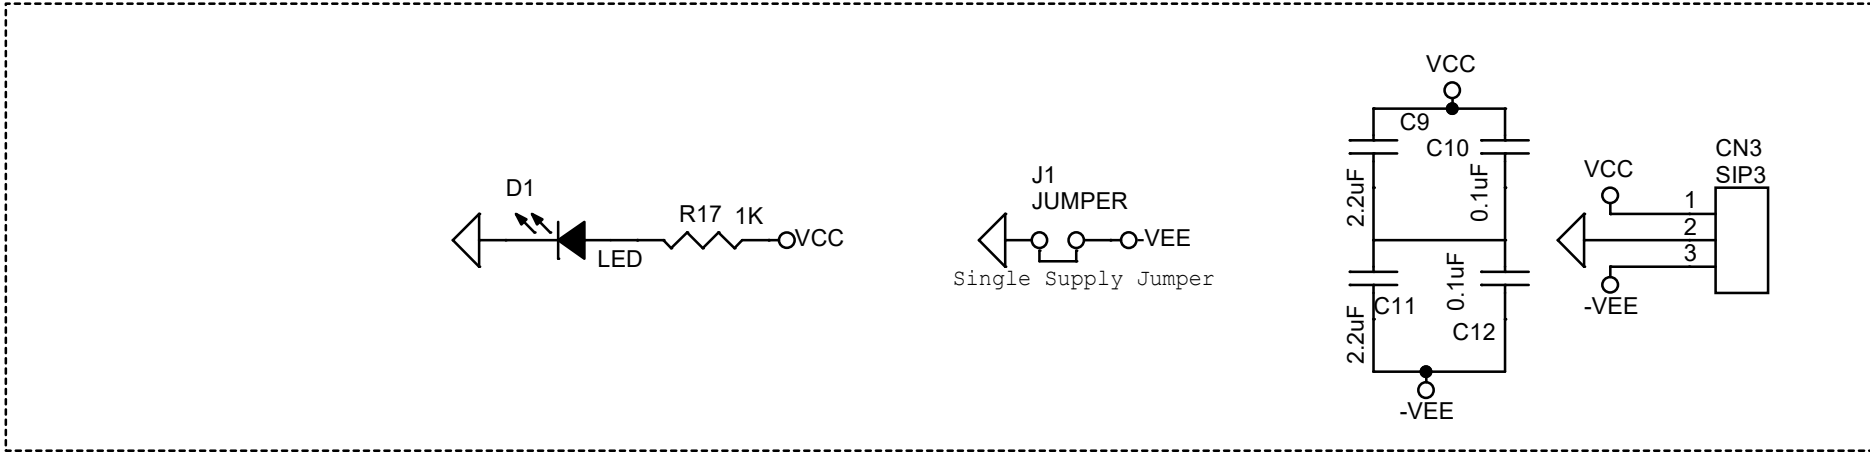 D1
LED
R17 1K
VCC
J1
JUMPER
-VEE
Single Supply Jumper
VCC
C9
C10
2.2uF
0.1uF
2.2uF
0.1uF
C11
C12
-VEE
CN3
SIP3
VCC
1
2
3
-VEE